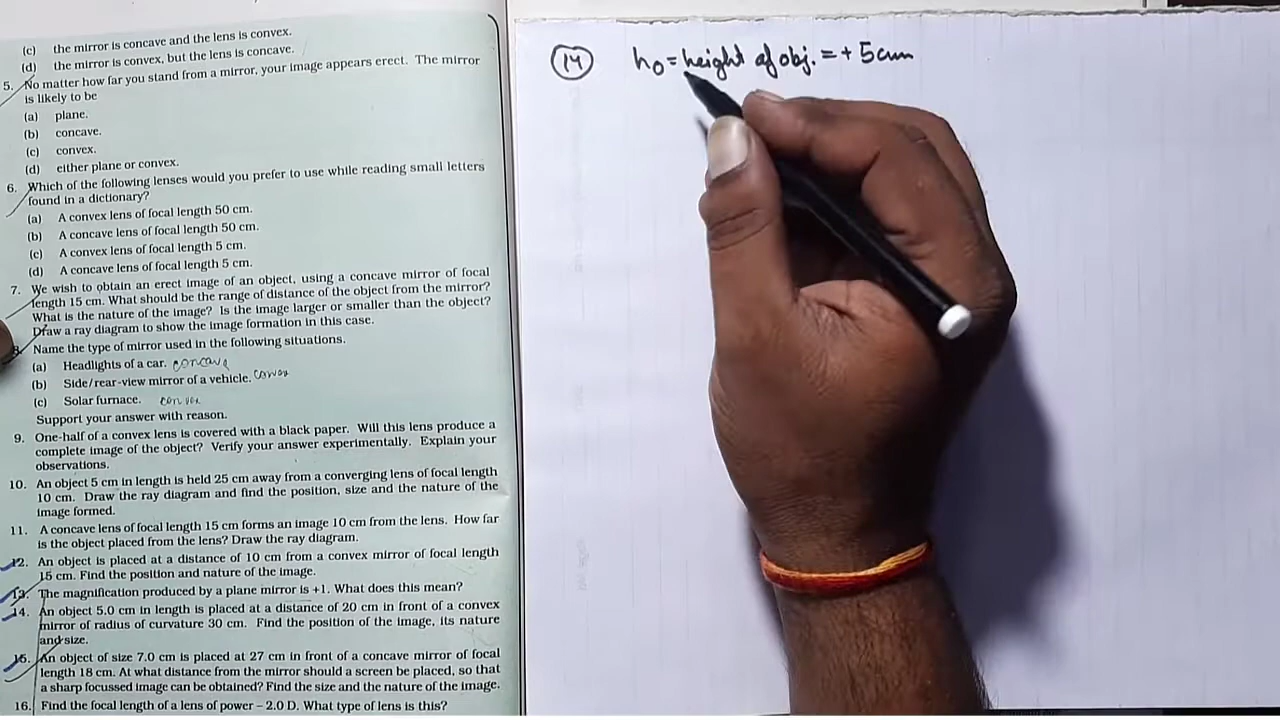 (c) the mirror is concave and the lens is convex.
(d) the mirror is convex, but the lens is concave.
5. No matter how far you stand from a mirror, your image appears erect. The mirror
is likely to be
(a) plane.
(b) concave.
(c) convex.
(d) either plane or convex.
6. Which of the following lenses would you prefer to use while reading small letters
found in a dictionary?
(a) A convex lens of focal length 50 cm.
(b) A concave lens of focal length 50 cm.
(c) A convex lens of focal length 5 cm.
(d) A concave lens of focal length 5 cm.
7. We wish to obtain an erect image of an object, using a concave mirror of focal
length 15 cm. What should be the range of distance of the object from the mirror?
What is the nature of the image? Is the image larger or smaller than the object?
Draw a ray diagram to show the image formation in this case.
Name the type of mirror used in the following situations.
(a) Headlights of a car. concave
(b) Side/rear-view mirror of a vehicle. convex
(c) Solar furnace.
Support your answer with reason.
9. One-half of a convex lens is covered with a black paper. Will this lens produce a
complete image of the object? Verify your answer experimentally. Explain your
observations.
10. An object 5 cm in length is held 25 cm away from a converging lens of focal length
10 cm. Draw the ray diagram and find the position, size and the nature of the
image formed.
11. A concave lens of focal length 15 cm forms an image 10 cm from the lens. How far
is the object placed from the lens? Draw the ray diagram.
12. An object is placed at a distance of 10 cm from a convex mirror of focal length
15 cm. Find the position and nature of the image.
13. The magnification produced by a plane mirror is +1. What does this mean?
14. An object 5.0 cm in length is placed at a distance of 20 cm in front of a convex
mirror of radius of curvature 30 cm. Find the position of the image, its nature
and size.
15. An object of size 7.0 cm is placed at 27 cm in front of a concave mirror of focal
length 18 cm. At what distance from the mirror should a screen be placed, so that
a sharp focussed image can be obtained? Find the size and the nature of the image.
16. Find the focal length of a lens of power – 2.0 D. What type of lens is this?
14 ho = height of obj. = + 5 cm